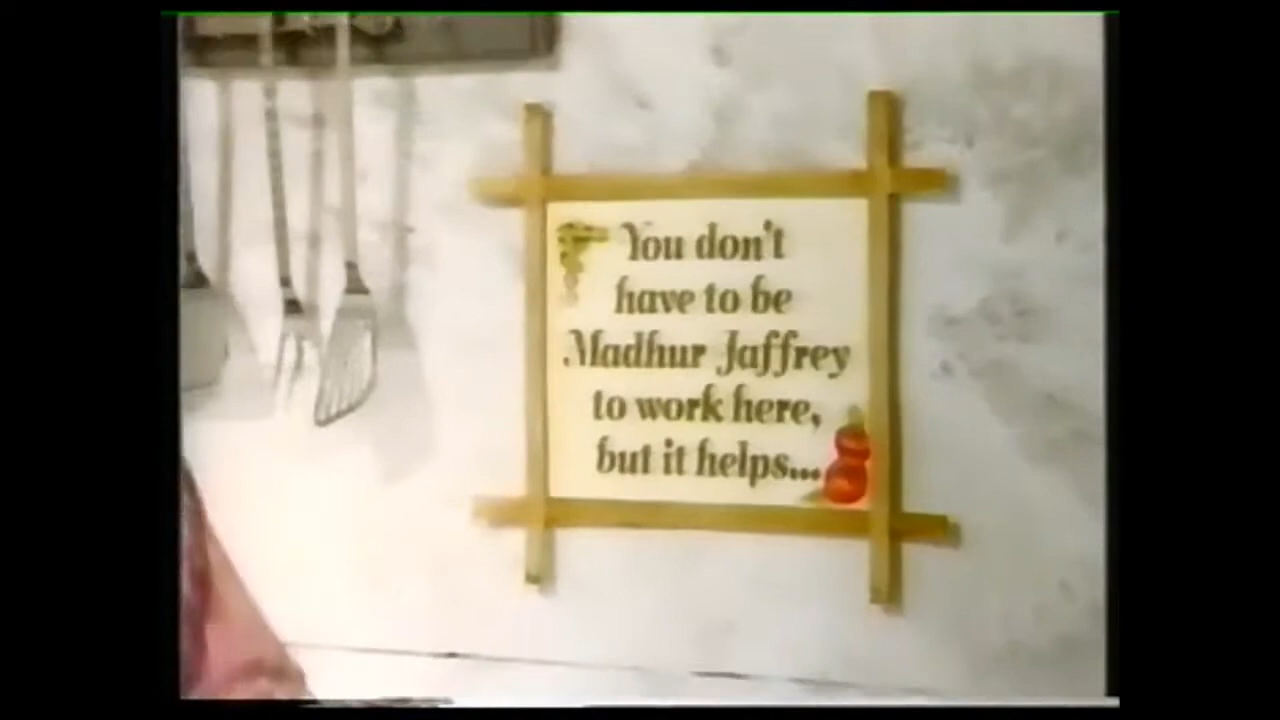 You don't
have to be
Madhur Jaffrey
to work here,
but it helps...